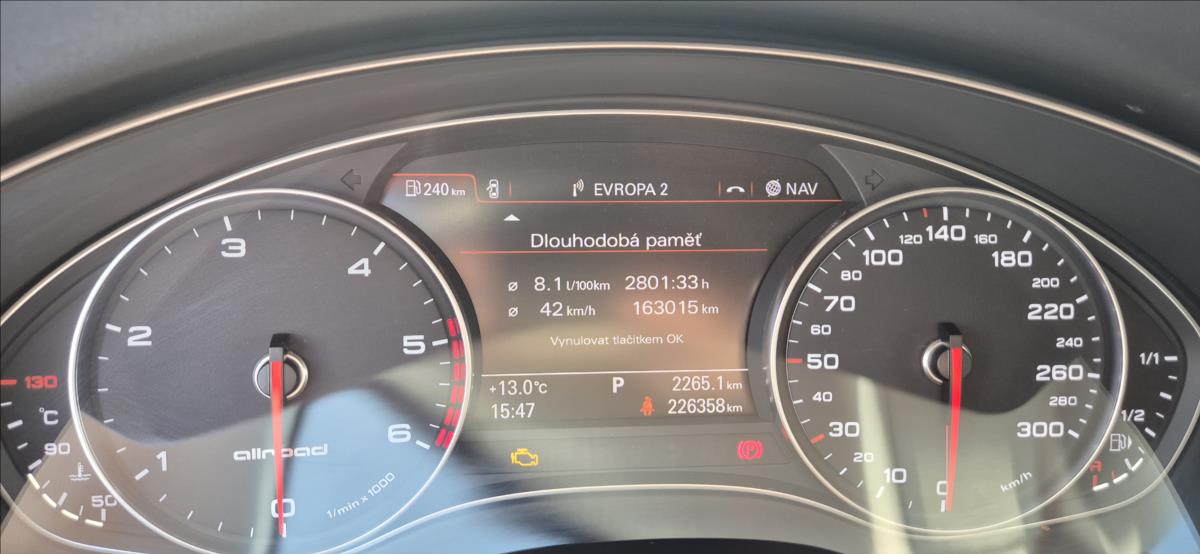 240 km
EVROPA 2
NAV
Dlouhodobá paměť
ø 8.1 l/100km 2801:33 h
ø 42 km/h 163015 km
Vynulovat tlačítkem OK
+13.0°C P 2265.1 km
15:47 226358 km
0 1 2 3 4 5 6
allroad
1/min x 1000
130
°C
90
50
0 10 20 30 40 50 60 70 80 100 120 140 160 180 200 220 240 260 280 300
km/h
1/1
1/2
R
(P)